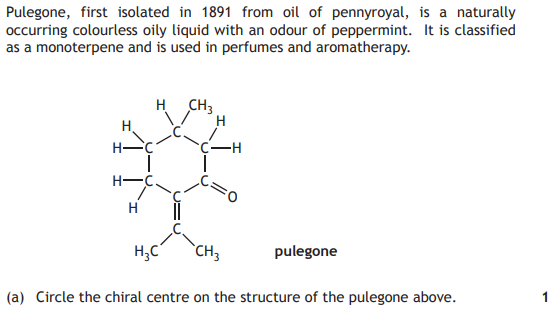 Pulegone, first isolated in 1891 from oil of pennyroyal, is a naturally
occurring colourless oily liquid with an odour of peppermint. It is classified
as a monoterpene and is used in perfumes and aromatherapy.
H CH3
H H
C
H C C H
H C C
H C O
C
H3C CH3 pulegone
(a) Circle the chiral centre on the structure of the pulegone above. 1